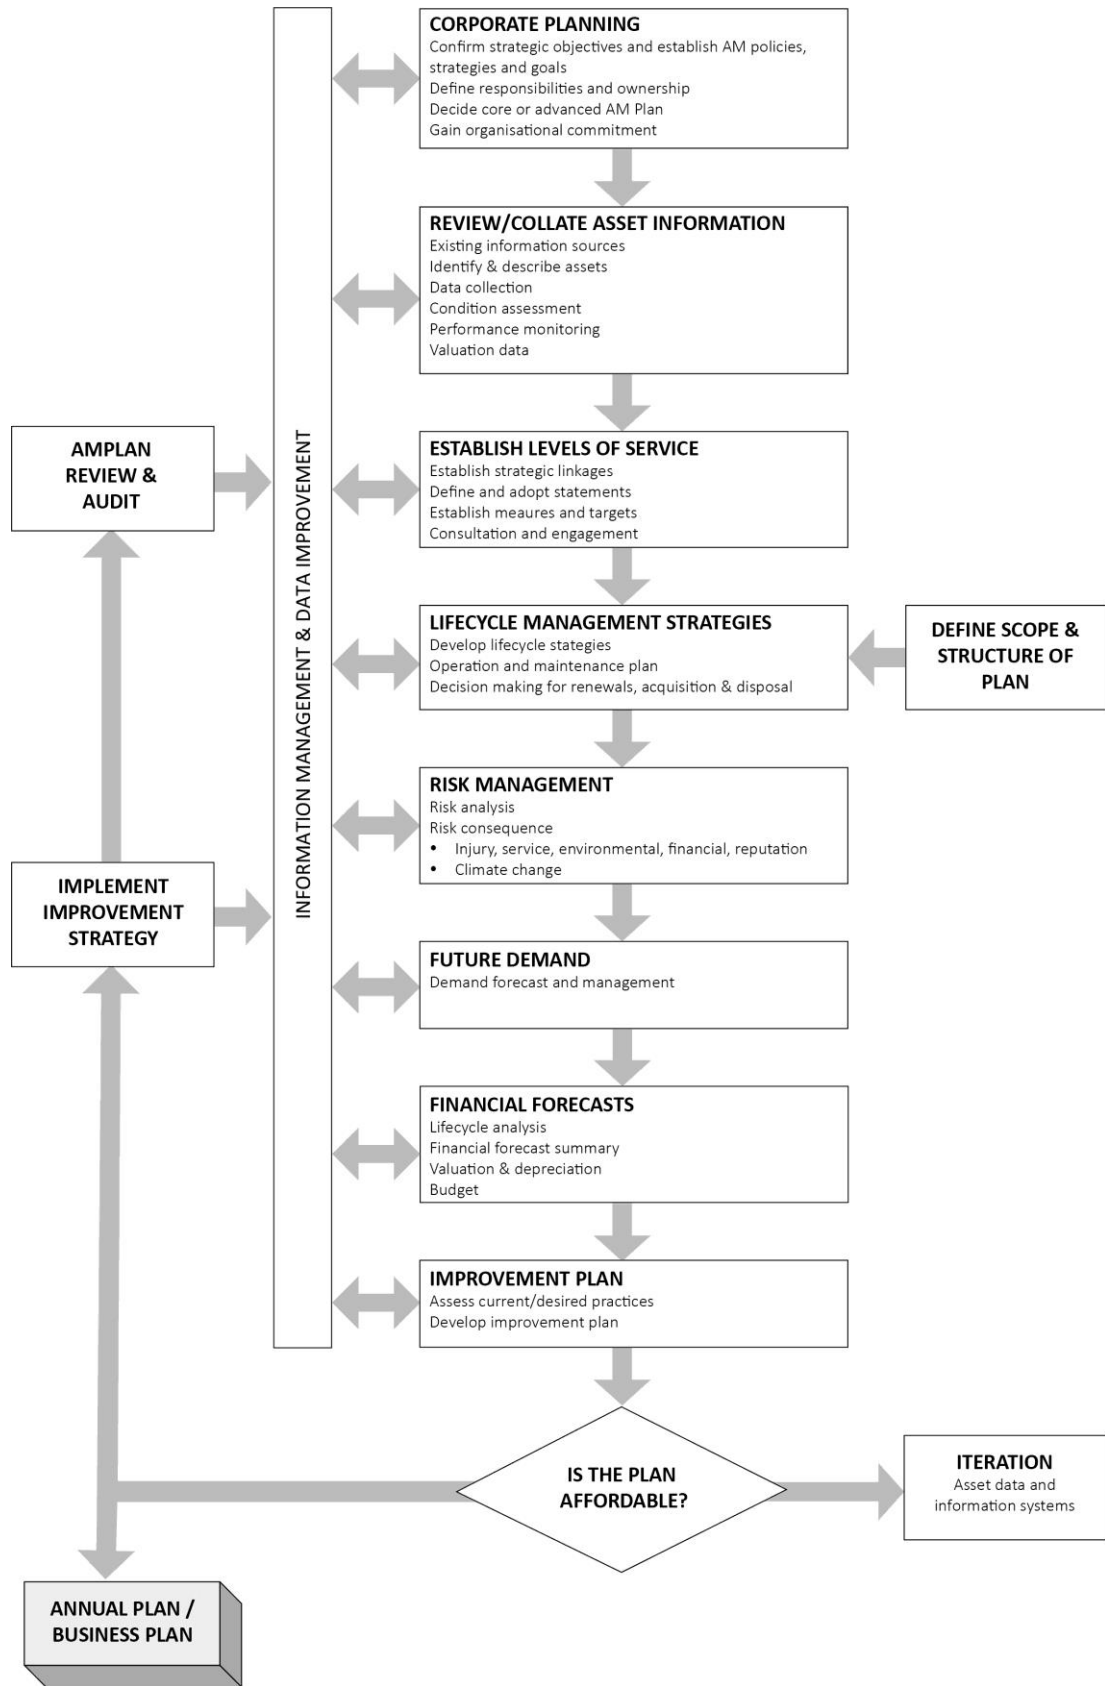 CORPORATE PLANNING
Confirm strategic objectives and establish AM policies,
strategies and goals
Define responsibilities and ownership
Decide core or advanced AM Plan
Gain organisational commitment
REVIEW/COLLATE ASSET INFORMATION
Existing information sources
Identify & describe assets
Data collection
Condition assessment
Performance monitoring
Valuation data
AMPLAN
REVIEW &
AUDIT
INFORMATION MANAGEMENT & DATA IMPROVEMENT
ESTABLISH LEVELS OF SERVICE
Establish strategic linkages
Define and adopt statements
Establish meaures and targets
Consultation and engagement
LIFECYCLE MANAGEMENT STRATEGIES
Develop lifecycle stategies
Operation and maintenance plan
Decision making for renewals, acquisition & disposal
DEFINE SCOPE &
STRUCTURE OF
PLAN
RISK MANAGEMENT
Risk analysis
Risk consequence
• Injury, service, environmental, financial, reputation
• Climate change
IMPLEMENT
IMPROVEMENT
STRATEGY
FUTURE DEMAND
Demand forecast and management
FINANCIAL FORECASTS
Lifecycle analysis
Financial forecast summary
Valuation & depreciation
Budget
IMPROVEMENT PLAN
Assess current/desired practices
Develop improvement plan
IS THE PLAN
AFFORDABLE?
ITERATION
Asset data and
information systems
ANNUAL PLAN /
BUSINESS PLAN